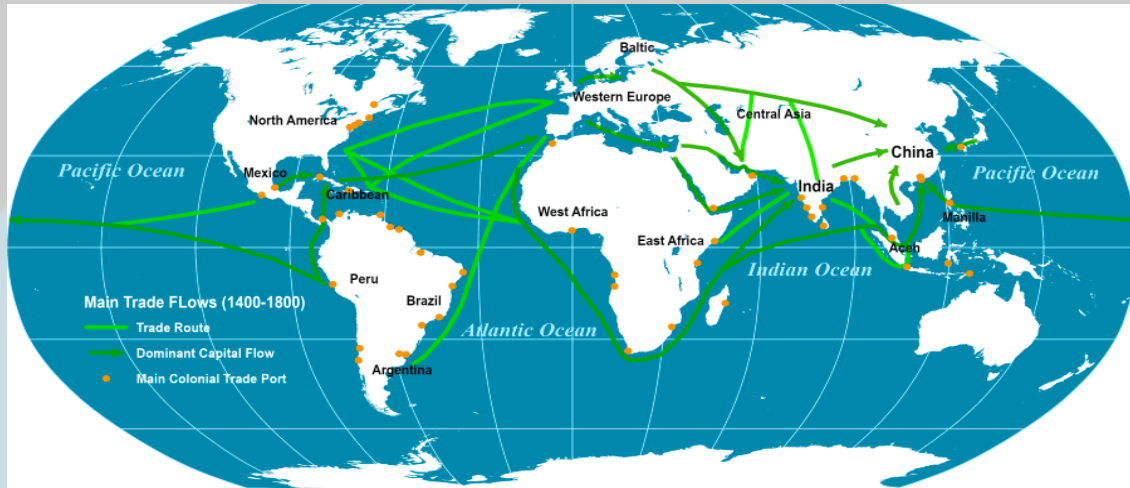 Baltic
Western Europe
North America
Central Asia
China
Pacific Ocean
Pacific Ocean
Mexico
India
Caribbean
West Africa
Manilla
East Africa
Aceh
Indian Ocean
Peru
Main Trade FLows (1400-1800)
Brazil
Trade Route
Atlantic Ocean
Dominant Capital Flow
Argentina
Main Colonial Trade Port